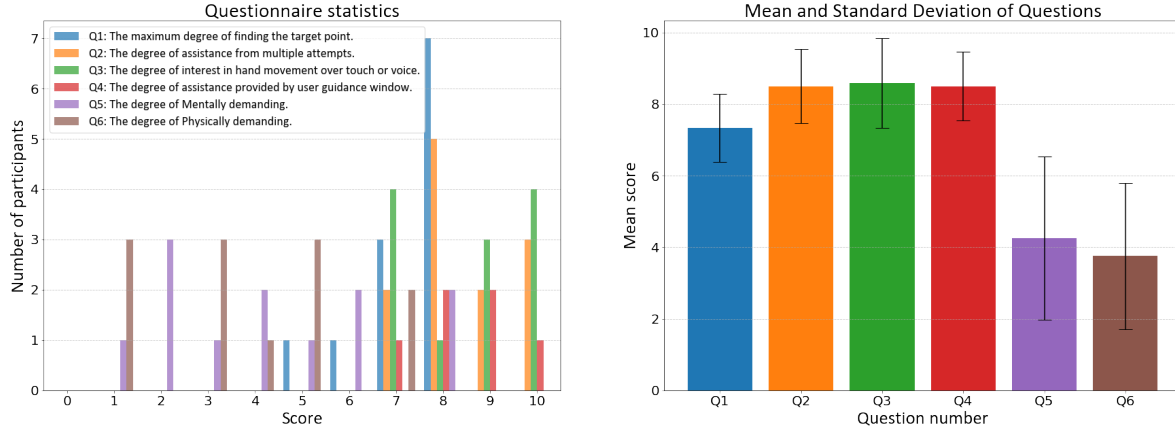 Questionnaire statistics
Q1: The maximum degree of finding the target point.
Q2: The degree of assistance from multiple attempts.
Q3: The degree of interest in hand movement over touch or voice.
Q4: The degree of assistance provided by user guidance window.
Q5: The degree of Mentally demanding.
Q6: The degree of Physically demanding.
Number of participants
7
6
5
4
3
2
1
0
0 1 2 3 4 5 6 7 8 9 10
Score
Mean and Standard Deviation of Questions
Mean score
10
8
6
4
2
0
Q1 Q2 Q3 Q4 Q5 Q6
Question number